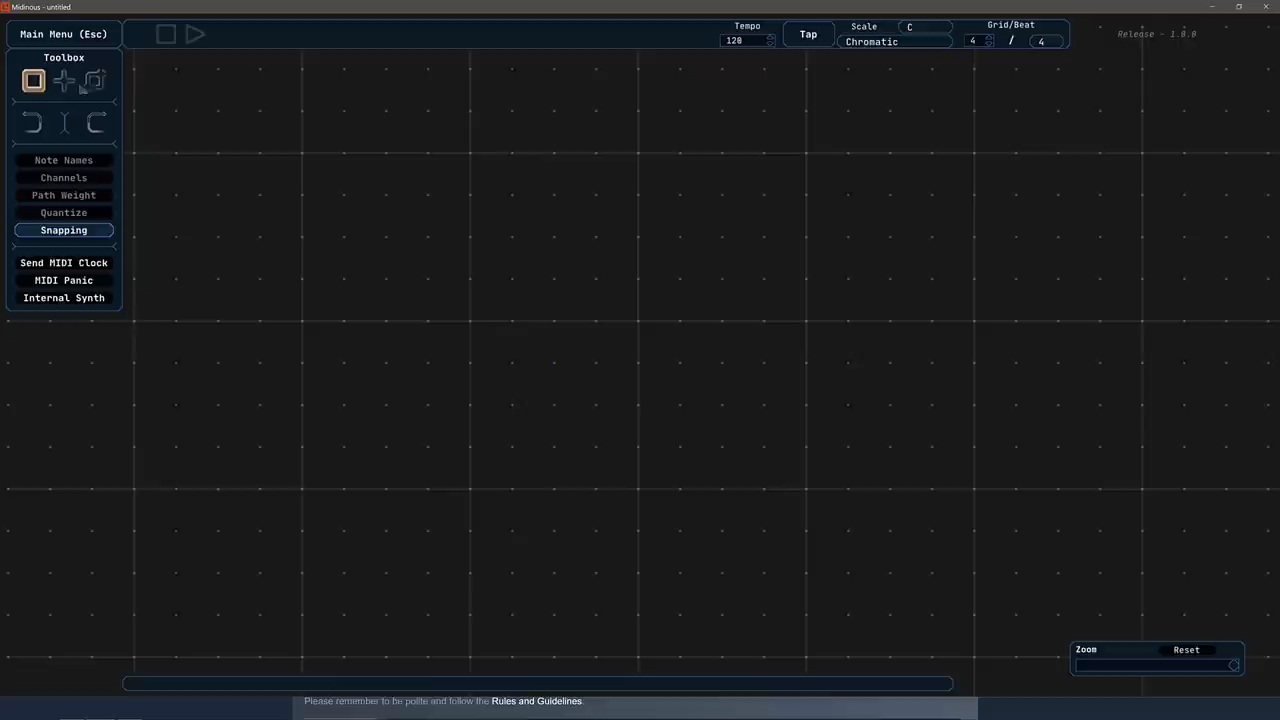 Midinous - untitled
Main Menu (Esc)
Tempo
120
Tap
Scale
C
Chromatic
Grid/Beat
4 / 4
Release - 1.0.0
Toolbox
Note Names
Channels
Path Weight
Quantize
Snapping
Send MIDI Clock
MIDI Panic
Internal Synth
Zoom
Reset
Please remember to be polite and follow the Rules and Guidelines.